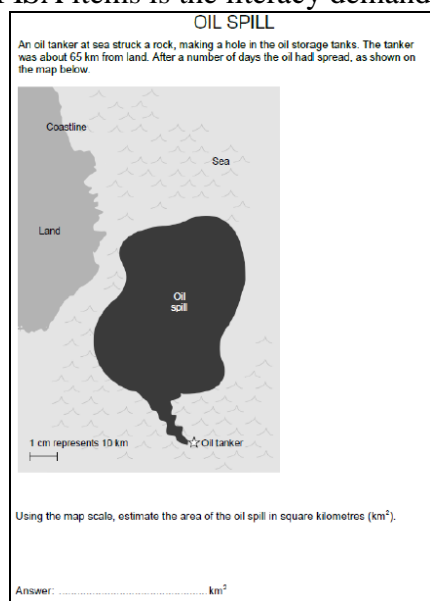 ISA items is the literacy demand
OIL SPILL
An oil tanker at sea struck a rock, making a hole in the oil storage tanks. The tanker
was about 65 km from land. After a number of days the oil had spread, as shown on
the map below.
Coastline
Sea
Land
Oil
spill
1 cm represents 10 km
Oil tanker
Using the map scale, estimate the area of the oil spill in square kilometres (km²).
Answer: ................................................ km²